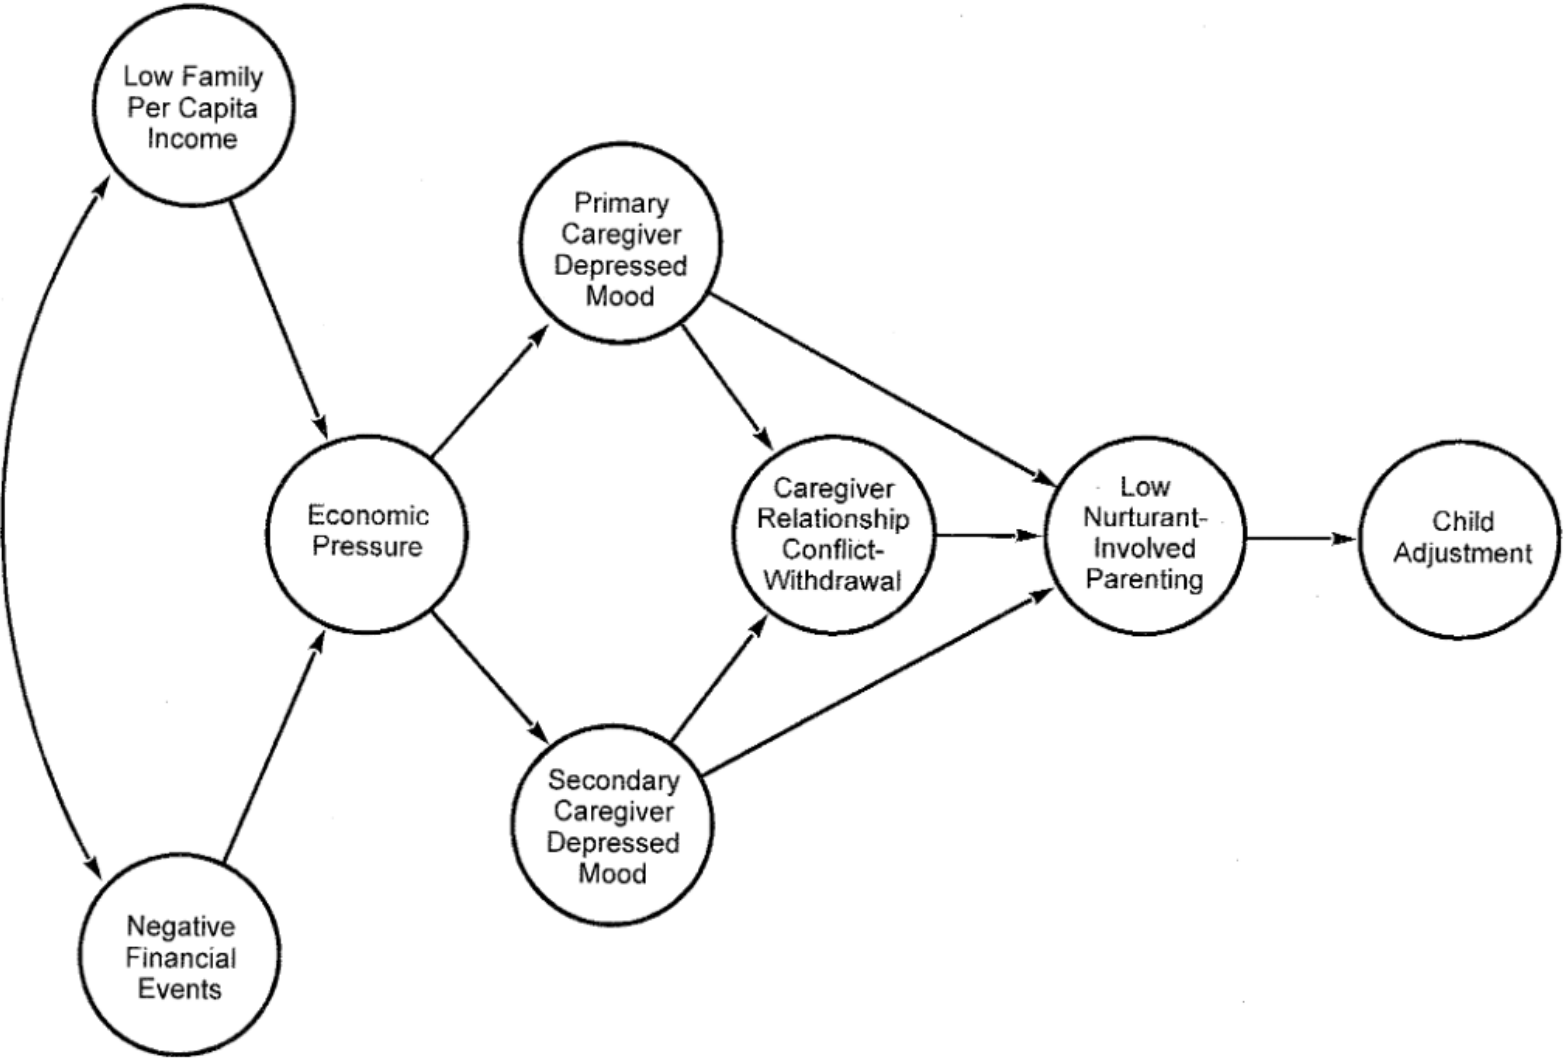 Low Family
Per Capita
Income
Primary
Caregiver
Depressed
Mood
Economic
Pressure
Caregiver
Relationship
Conflict-
Withdrawal
Low
Nurturant-
Involved
Parenting
Child
Adjustment
Secondary
Caregiver
Depressed
Mood
Negative
Financial
Events